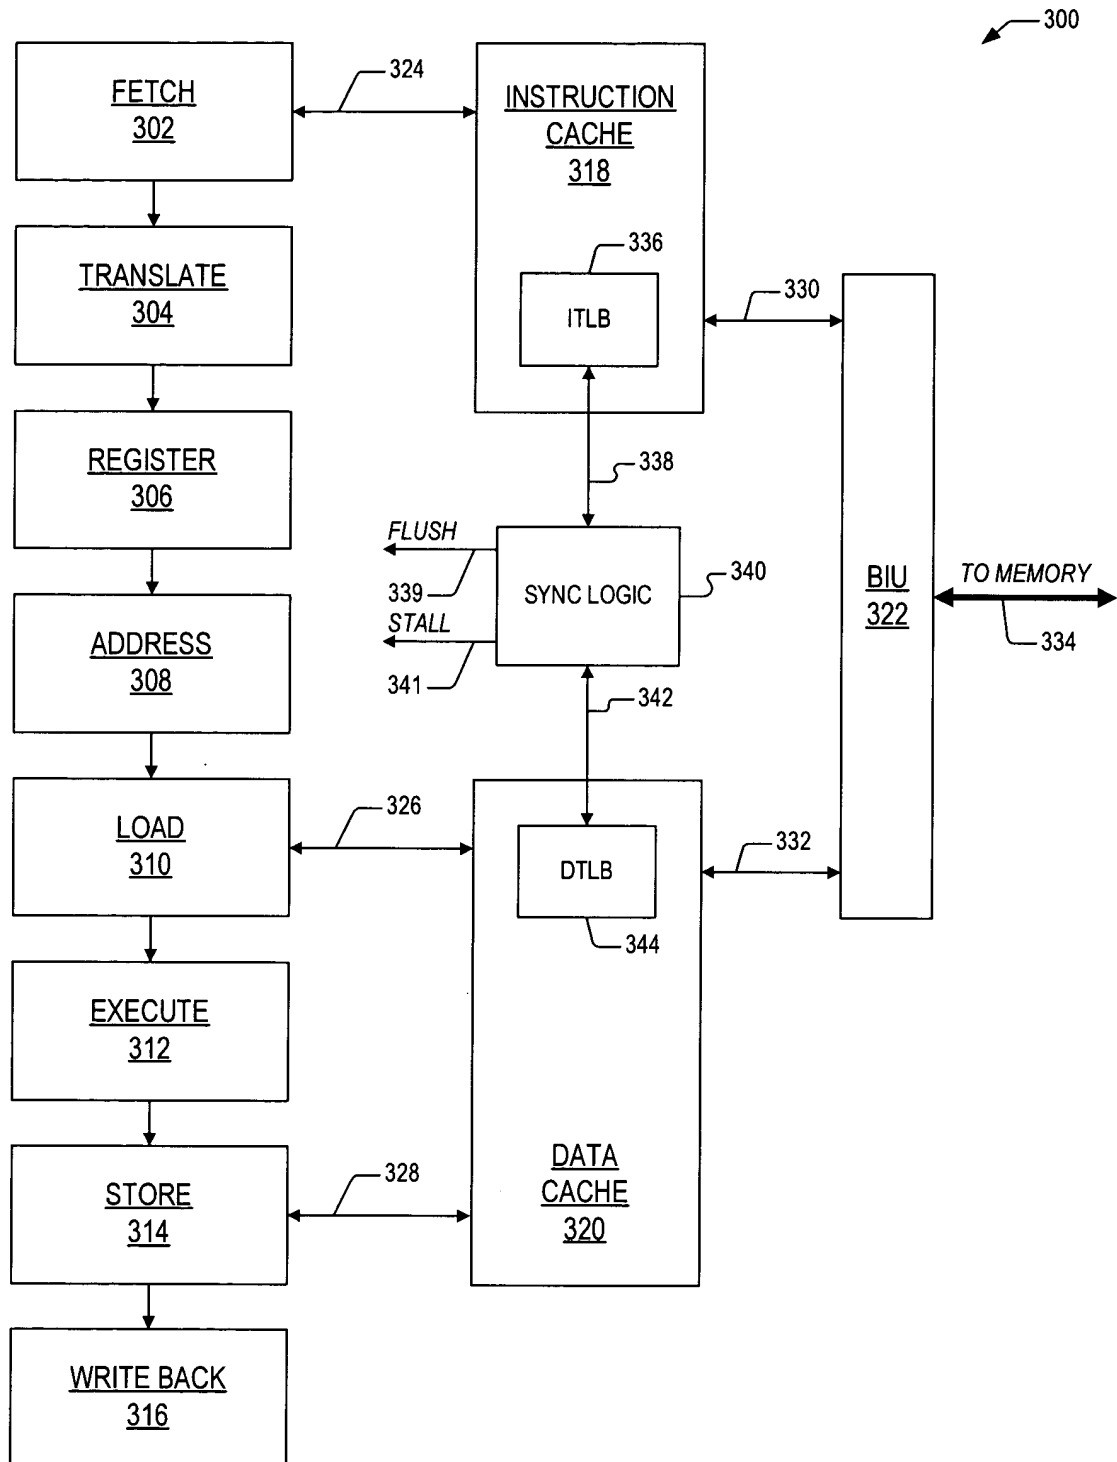 300
FETCH
302
324
INSTRUCTION
CACHE
318
TRANSLATE
304
336
ITLB
330
REGISTER
306
338
FLUSH
339
SYNC LOGIC
340
STALL
341
BIU
322
TO MEMORY
334
ADDRESS
308
342
LOAD
310
326
DTLB
344
332
EXECUTE
312
STORE
314
328
DATA
CACHE
320
WRITE BACK
316